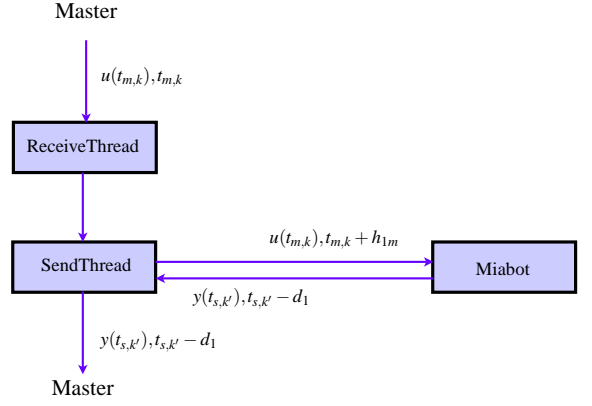 Master
u(t_{m,k}), t_{m,k}
ReceiveThread
u(t_{m,k}), t_{m,k} + h_{1m}
SendThread
Miabot
y(t_{s,k'}), t_{s,k'} − d_1
y(t_{s,k'}), t_{s,k'} − d_1
Master